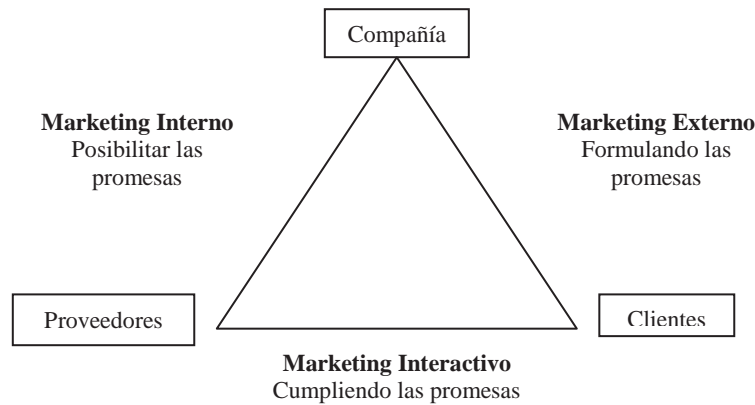 Compañía
Marketing Interno
Posibilitar las
promesas
Marketing Externo
Formulando las
promesas
Proveedores
Clientes
Marketing Interactivo
Cumpliendo las promesas